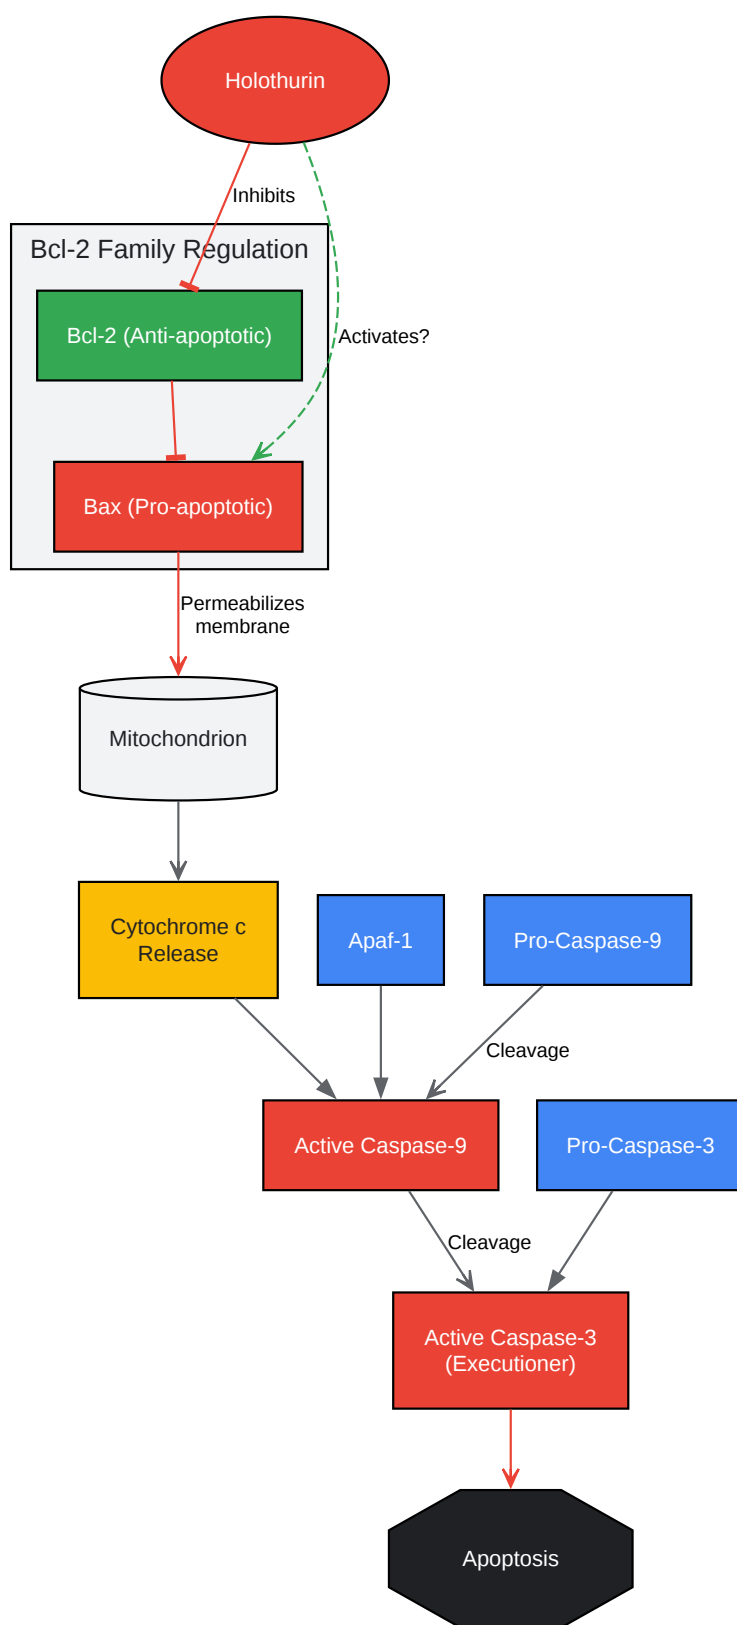 Holothurin
Inhibits
Bcl-2 Family Regulation
Bcl-2 (Anti-apoptotic)
Activates?
Bax (Pro-apoptotic)
Permeabilizes
membrane
Mitochondrion
Cytochrome c
Release
Apaf-1
Pro-Caspase-9
Cleavage
Active Caspase-9
Pro-Caspase-3
Cleavage
Active Caspase-3
(Executioner)
Apoptosis